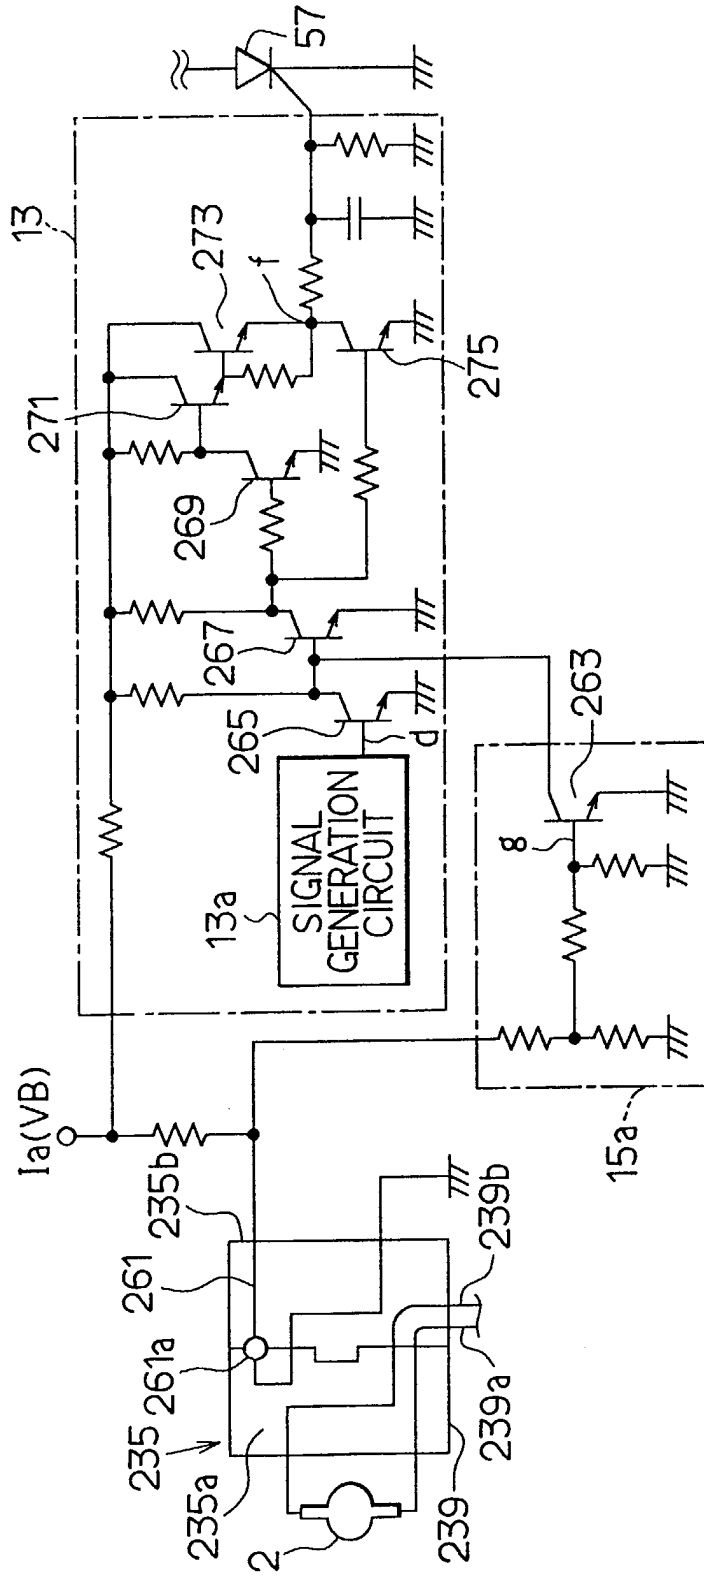 Ia(VB)
13
57
273
f
271
269
275
267
265
d
263
g
13a
SIGNAL
GENERATION
CIRCUIT
15a
235b
261
261a
235
235a
2
239
239a
239b